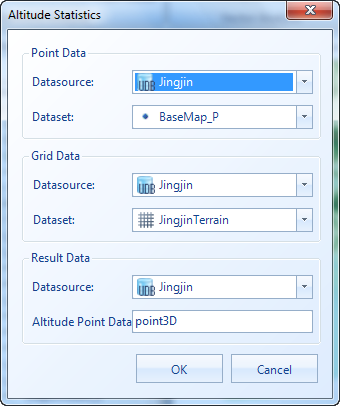 Altitude Statistics
Point Data
Datasource: UDB Jingjin
Dataset: BaseMap_P
Grid Data
Datasource: UDB Jingjin
Dataset: JingjinTerrain
Result Data
Datasource: UDB Jingjin
Altitude Point Data point3D
OK Cancel